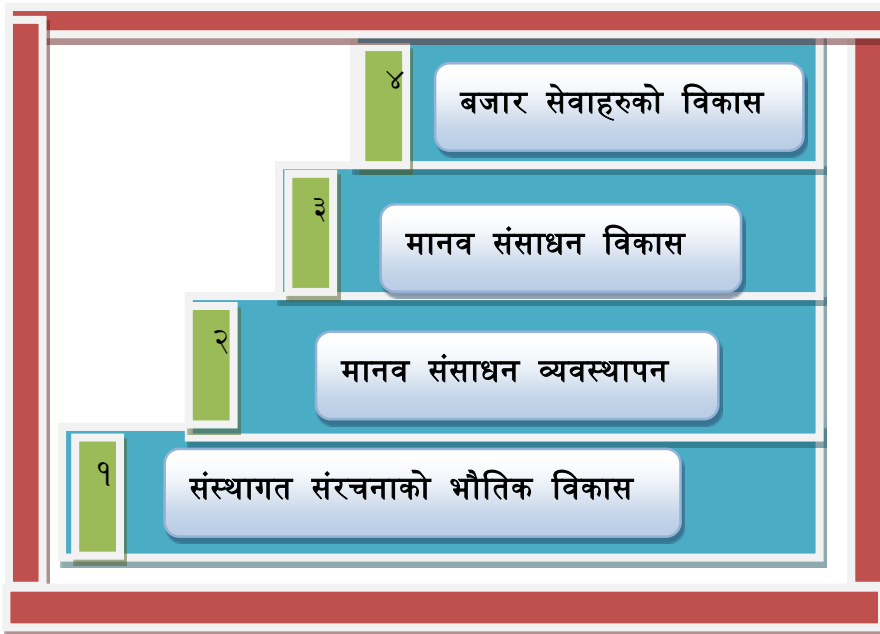 ४
बजार सेवाहरुको विकास
३
मानव संसाधन विकास
२
मानव संसाधन व्यवस्थापन
१
संस्थागत संरचनाको भौतिक विकास